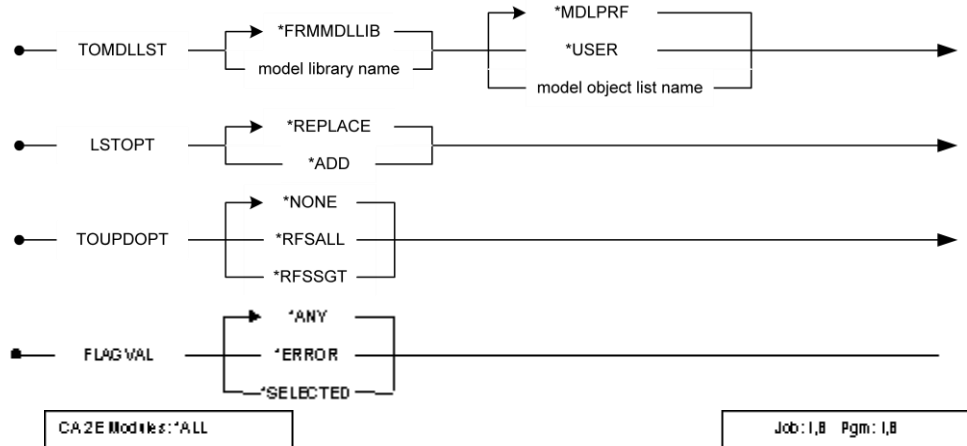 *MDLPRF
*FRMMDLLIB
TOMDLLST
*USER
model library name
model object list name
*REPLACE
LSTOPT
*ADD
*NONE
TOUPDOPT
*RFSALL
*RFSSGT
*ANY
FLAGVAL
*ERROR
*SELECTED
CA 2E Modules: *ALL
Job: I,B Pgm: I,B